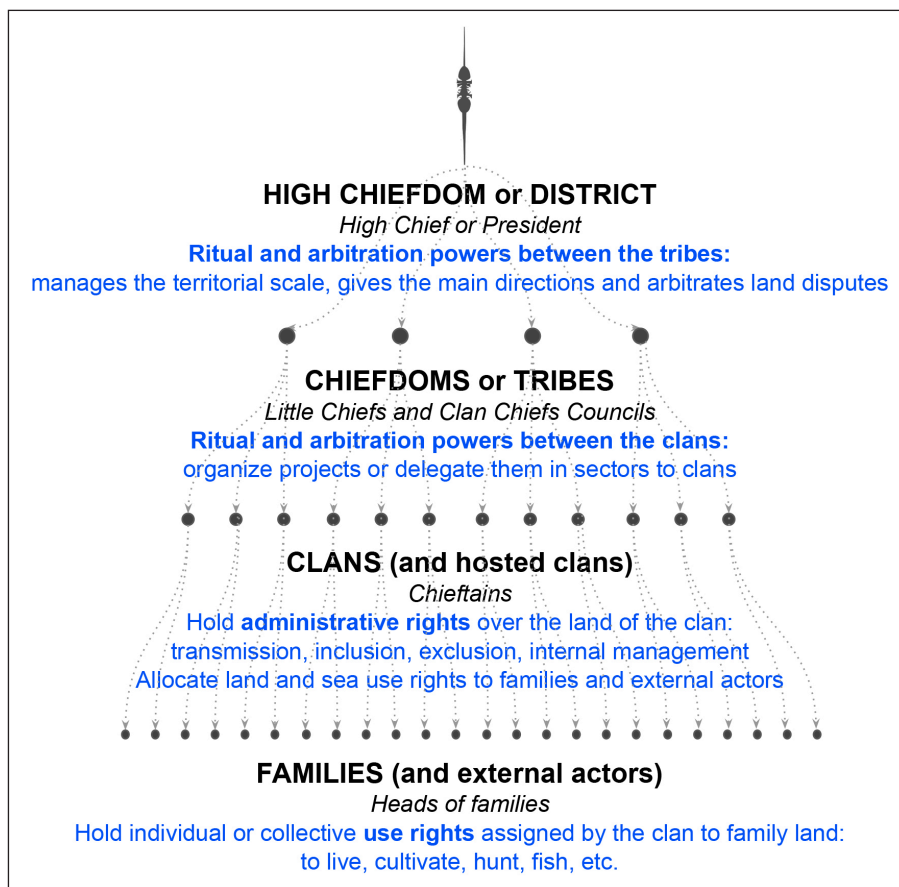 HIGH CHIEFDOM or DISTRICT
High Chief or President
Ritual and arbitration powers between the tribes:
manages the territorial scale, gives the main directions and arbitrates land disputes
CHIEFDOMS or TRIBES
Little Chiefs and Clan Chiefs Councils
Ritual and arbitration powers between the clans:
organize projects or delegate them in sectors to clans
CLANS (and hosted clans)
Chieftains
Hold administrative rights over the land of the clan:
transmission, inclusion, exclusion, internal management
Allocate land and sea use rights to families and external actors
FAMILIES (and external actors)
Heads of families
Hold individual or collective use rights assigned by the clan to family land:
to live, cultivate, hunt, fish, etc.